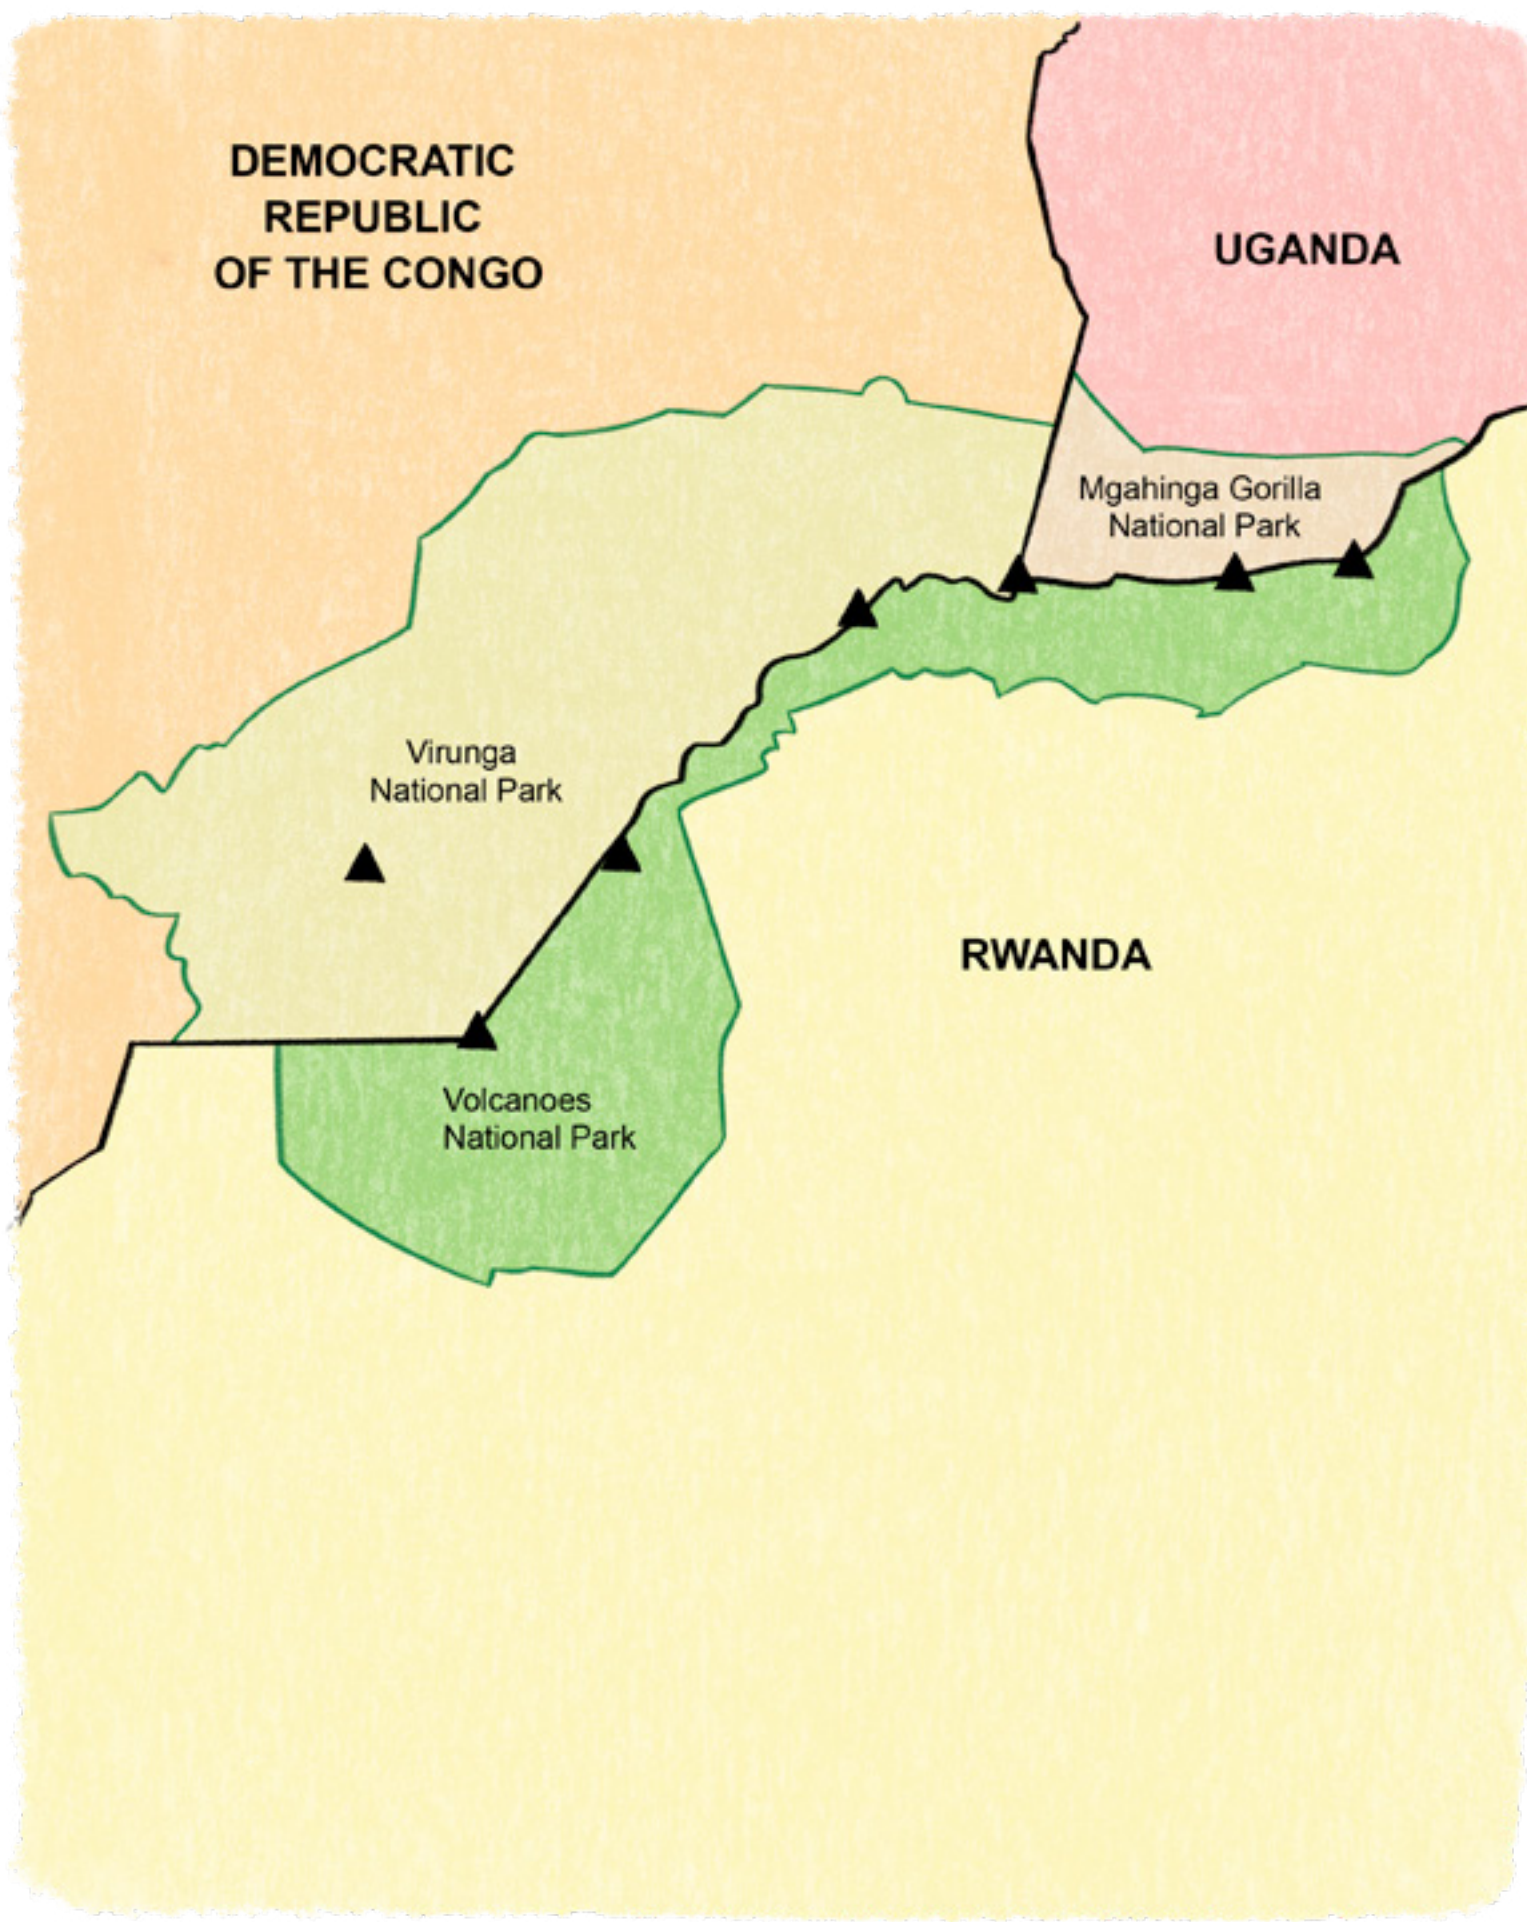 DEMOCRATIC
REPUBLIC
OF THE CONGO
UGANDA
Mgahinga Gorilla
National Park
Virunga
National Park
RWANDA
Volcanoes
National Park